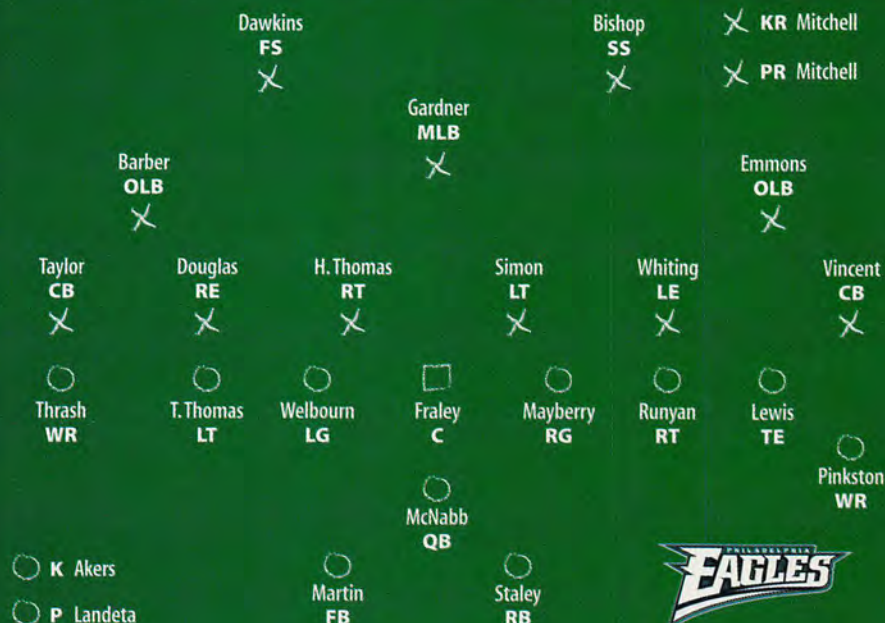 Dawkins
FS
Bishop
SS
KR Mitchell
PR Mitchell
Gardner
MLB
Barber
OLB
Emmons
OLB
Taylor
CB
Douglas
RE
H. Thomas
RT
Simon
LT
Whiting
LE
Vincent
CB
Thrash
WR
T. Thomas
LT
Welbourn
LG
Fraley
C
Mayberry
RG
Runyan
RT
Lewis
TE
Pinkston
WR
McNabb
QB
K Akers
P Landeta
Martin
FB
Staley
RB
PHILADELPHIA
EAGLES